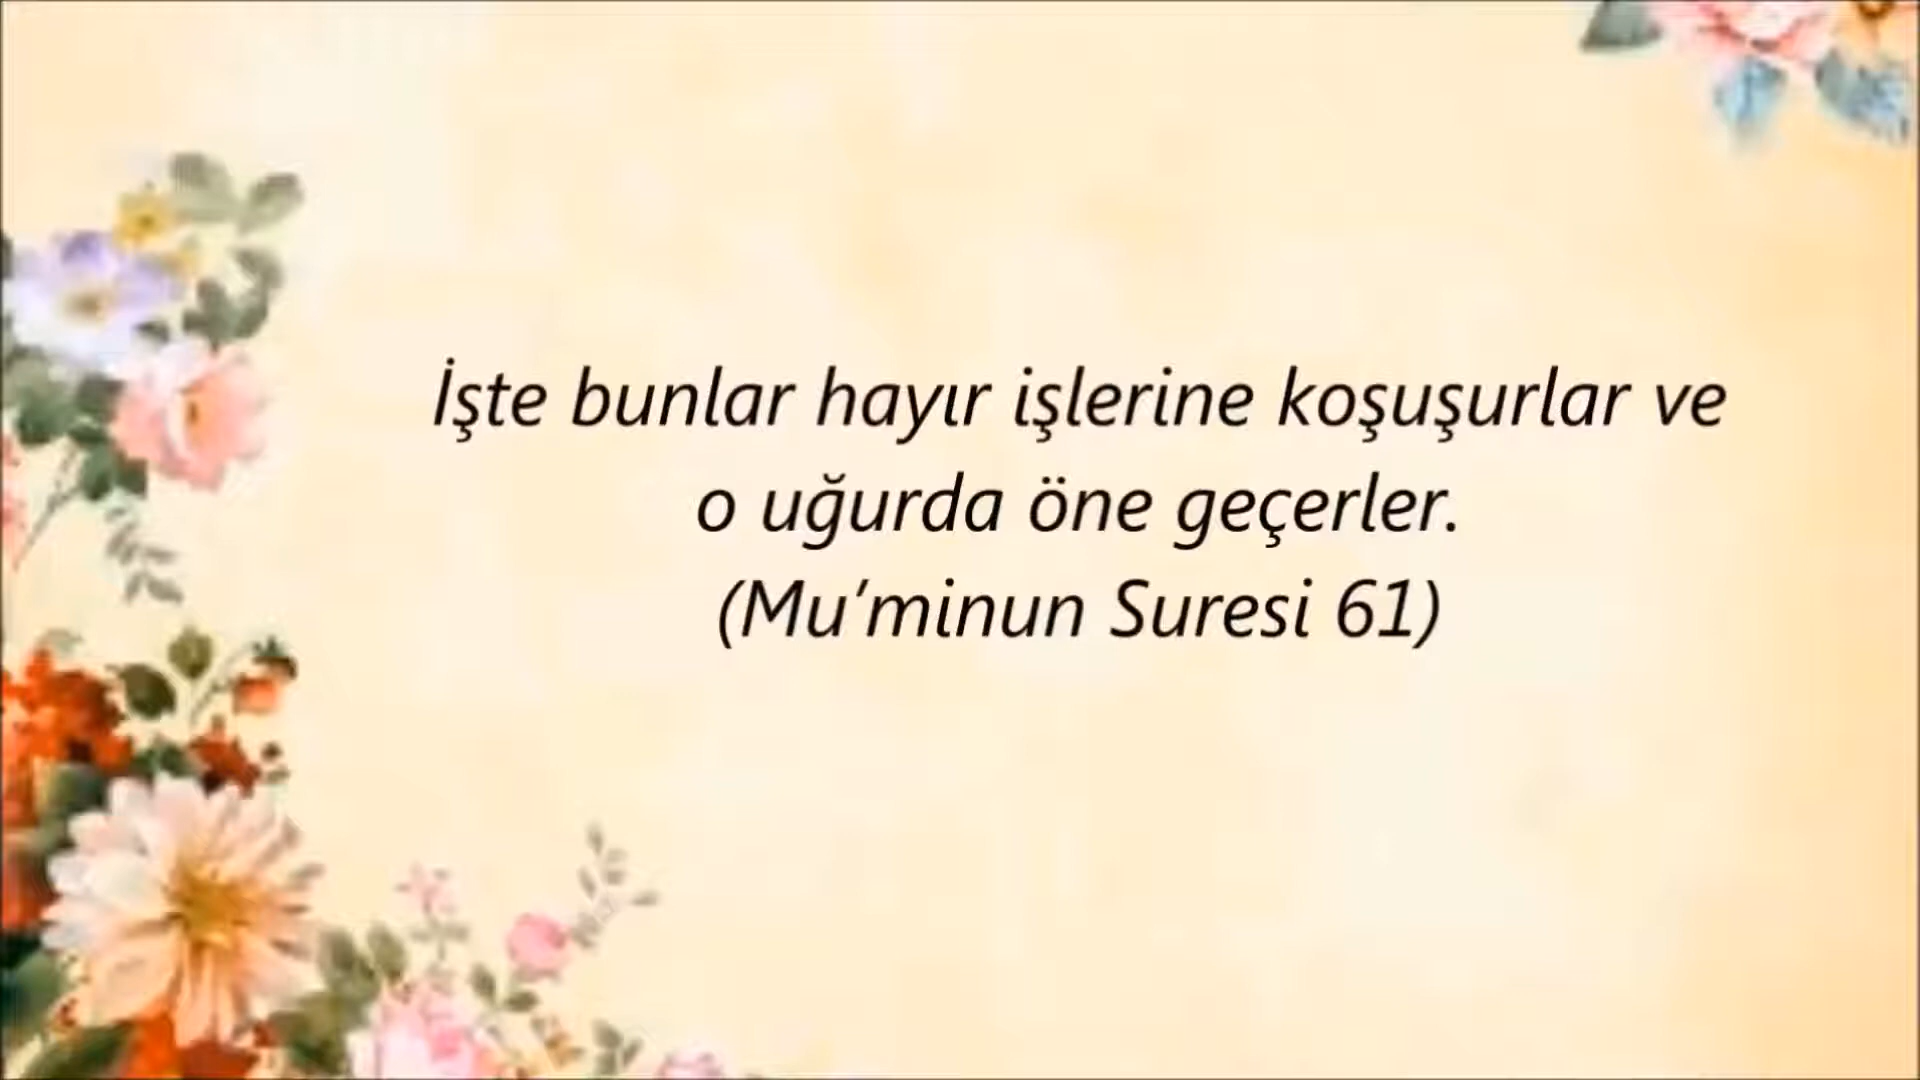 İşte bunlar hayır işlerine koşuşurlar ve
o uğurda öne geçerler.
(Mu’minun Suresi 61)